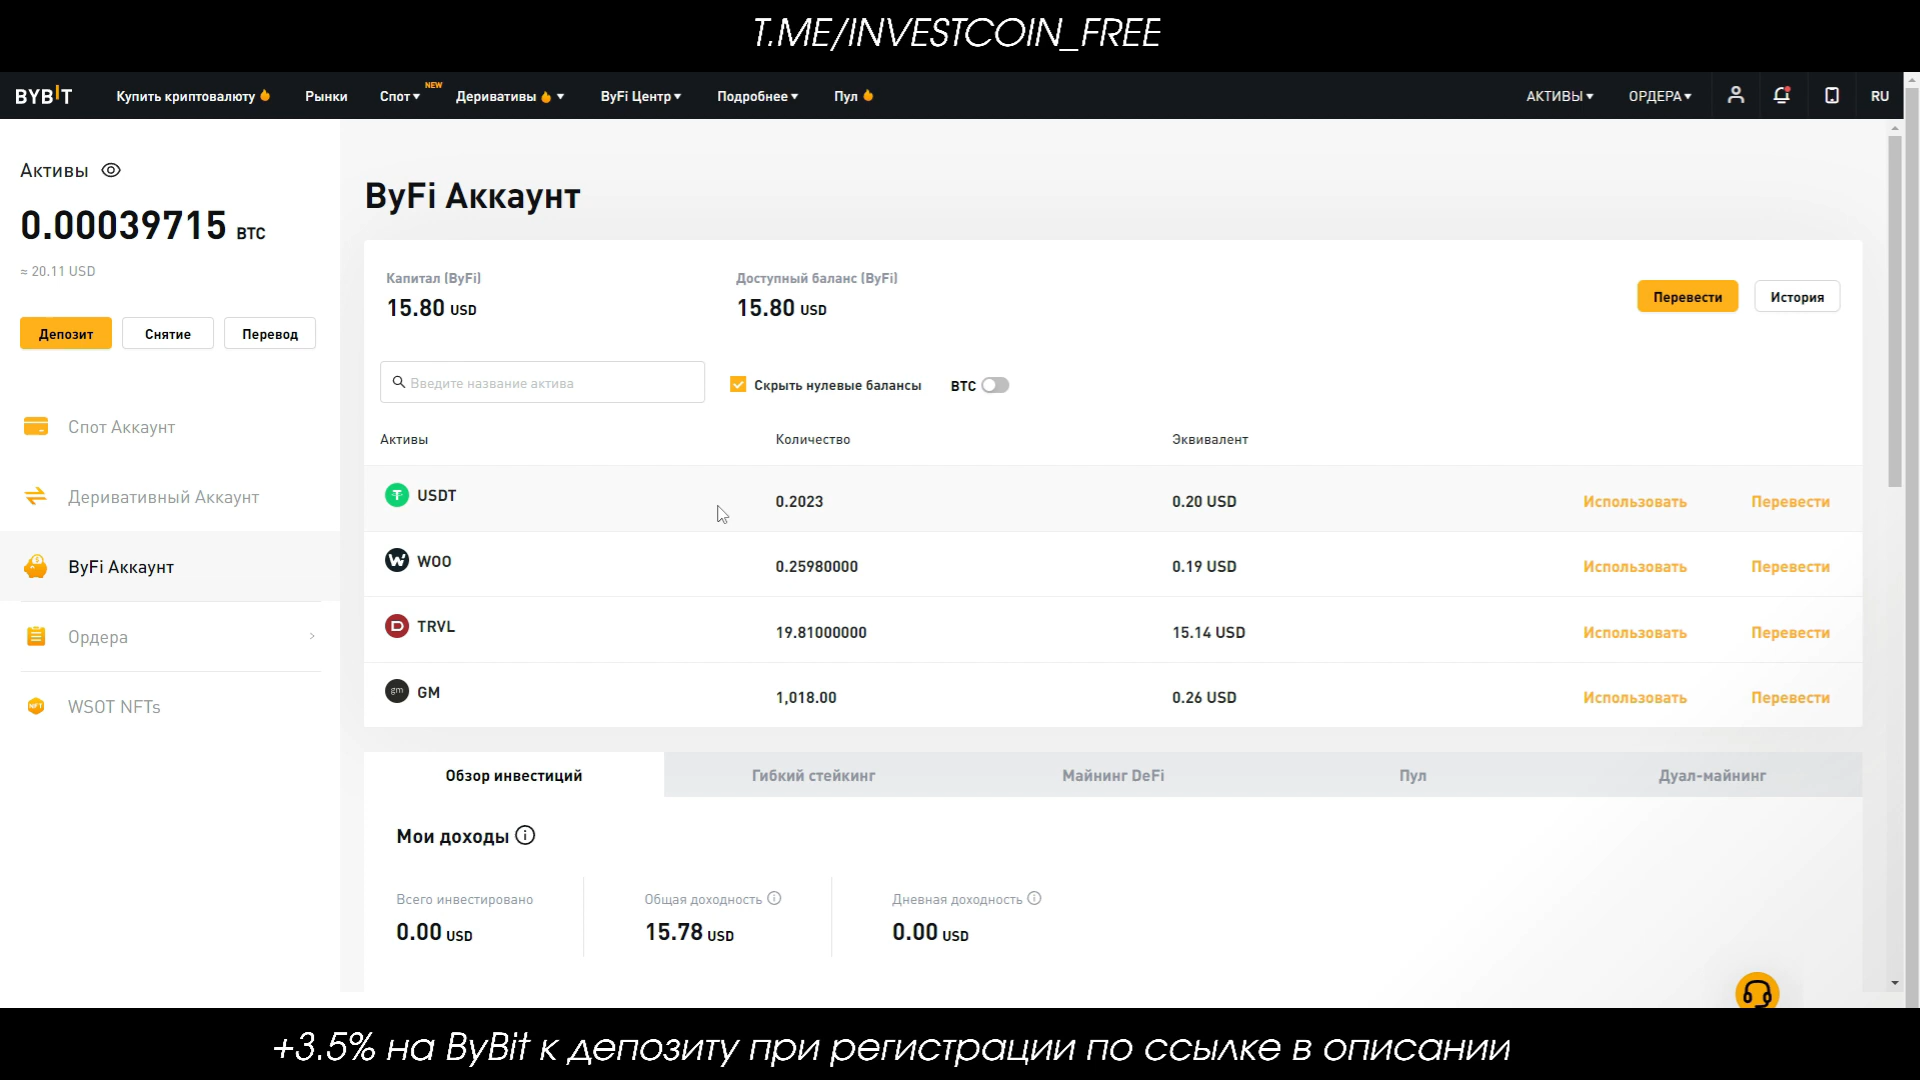 T.ME/INVESTCOIN_FREE
BYBIT Купить криптовалюту Рынки Спот NEW Деривативы ByFi Центр Подробнее Пул АКТИВЫ ОРДЕРА RU
Активы
0.00039715 BTC
≈ 20.11 USD
Депозит Снятие Перевод
Спот Аккаунт
Деривативный Аккаунт
ByFi Аккаунт
Ордера
NFT WSOT NFTs
ByFi Аккаунт
Капитал (ByFi) Доступный баланс (ByFi)
15.80 USD 15.80 USD
Перевести История
Введите название актива Скрыть нулевые балансы BTC
Активы Количество Эквивалент
USDT 0.2023 0.20 USD Использовать Перевести
WOO 0.25980000 0.19 USD Использовать Перевести
TRVL 19.81000000 15.14 USD Использовать Перевести
gm GM 1,018.00 0.26 USD Использовать Перевести
Обзор инвестиций Гибкий стейкинг Майнинг DeFi Пул Дуал-майнинг
Мои доходы
Всего инвестировано Общая доходность Дневная доходность
0.00 USD 15.78 USD 0.00 USD
+3.5% на ByBit к депозиту при регистрации по ссылке в описании